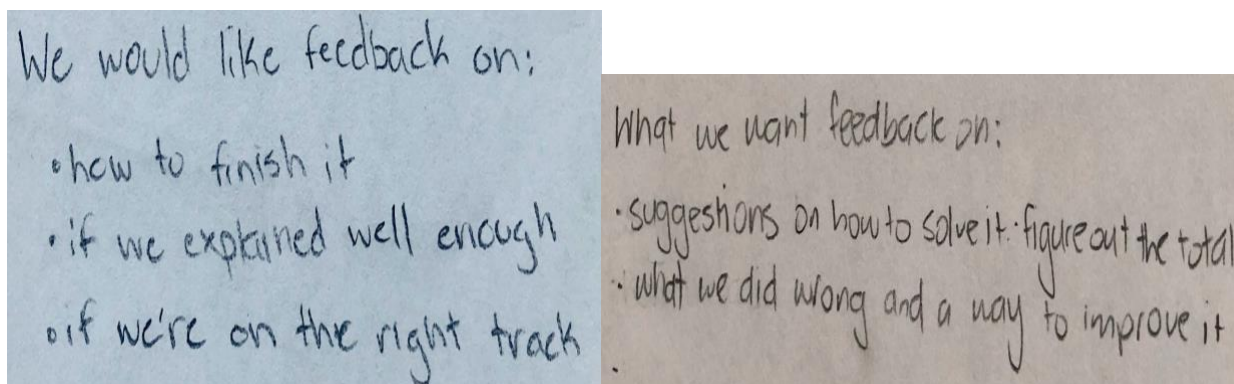 We would like feedback on:
• how to finish it
• if we explained well enough
• if we're on the right track
What we want feedback on:
• suggestions on how to solve it. • figure out the total
• what we did wrong and a way to improve it
•